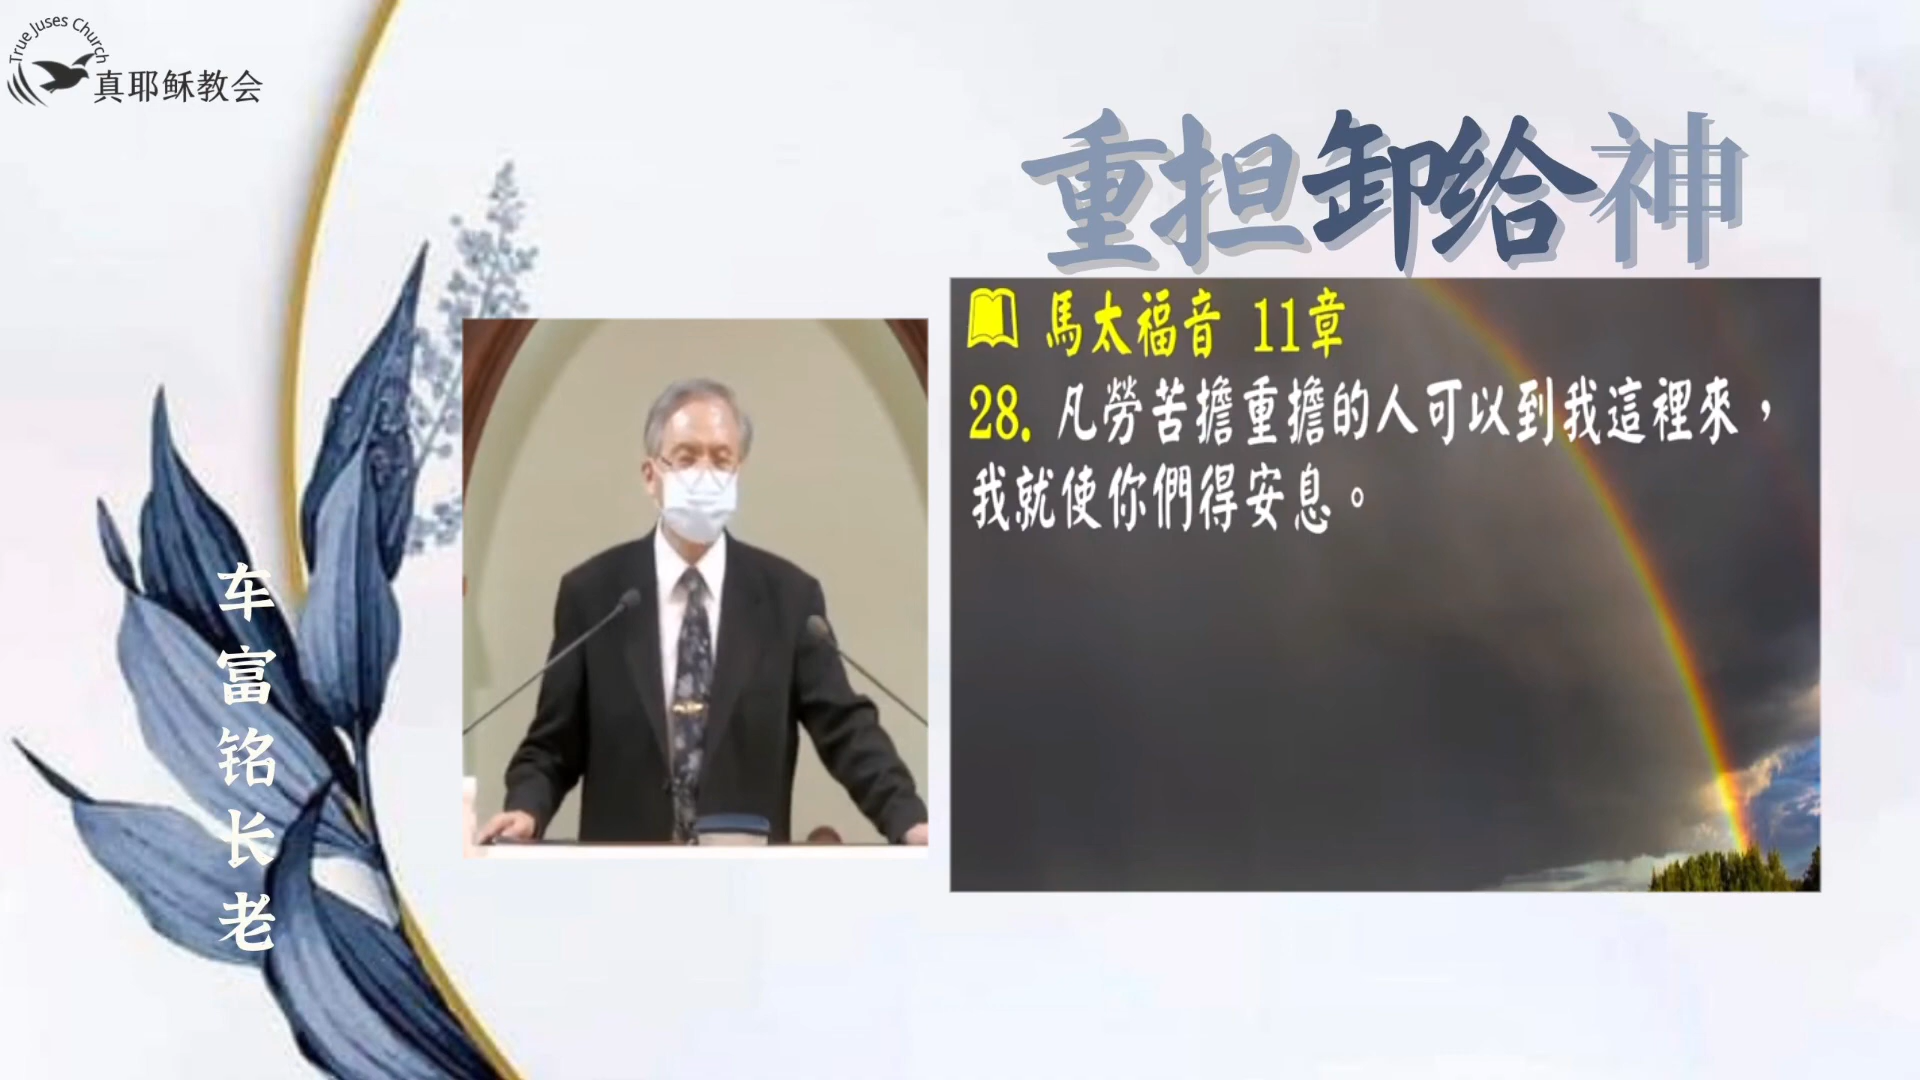 True Juses Church
真耶稣教会
重担卸给神
馬太福音 11章
28. 凡勞苦擔重擔的人可以到我這裡來，
我就使你們得安息。
车富铭长老